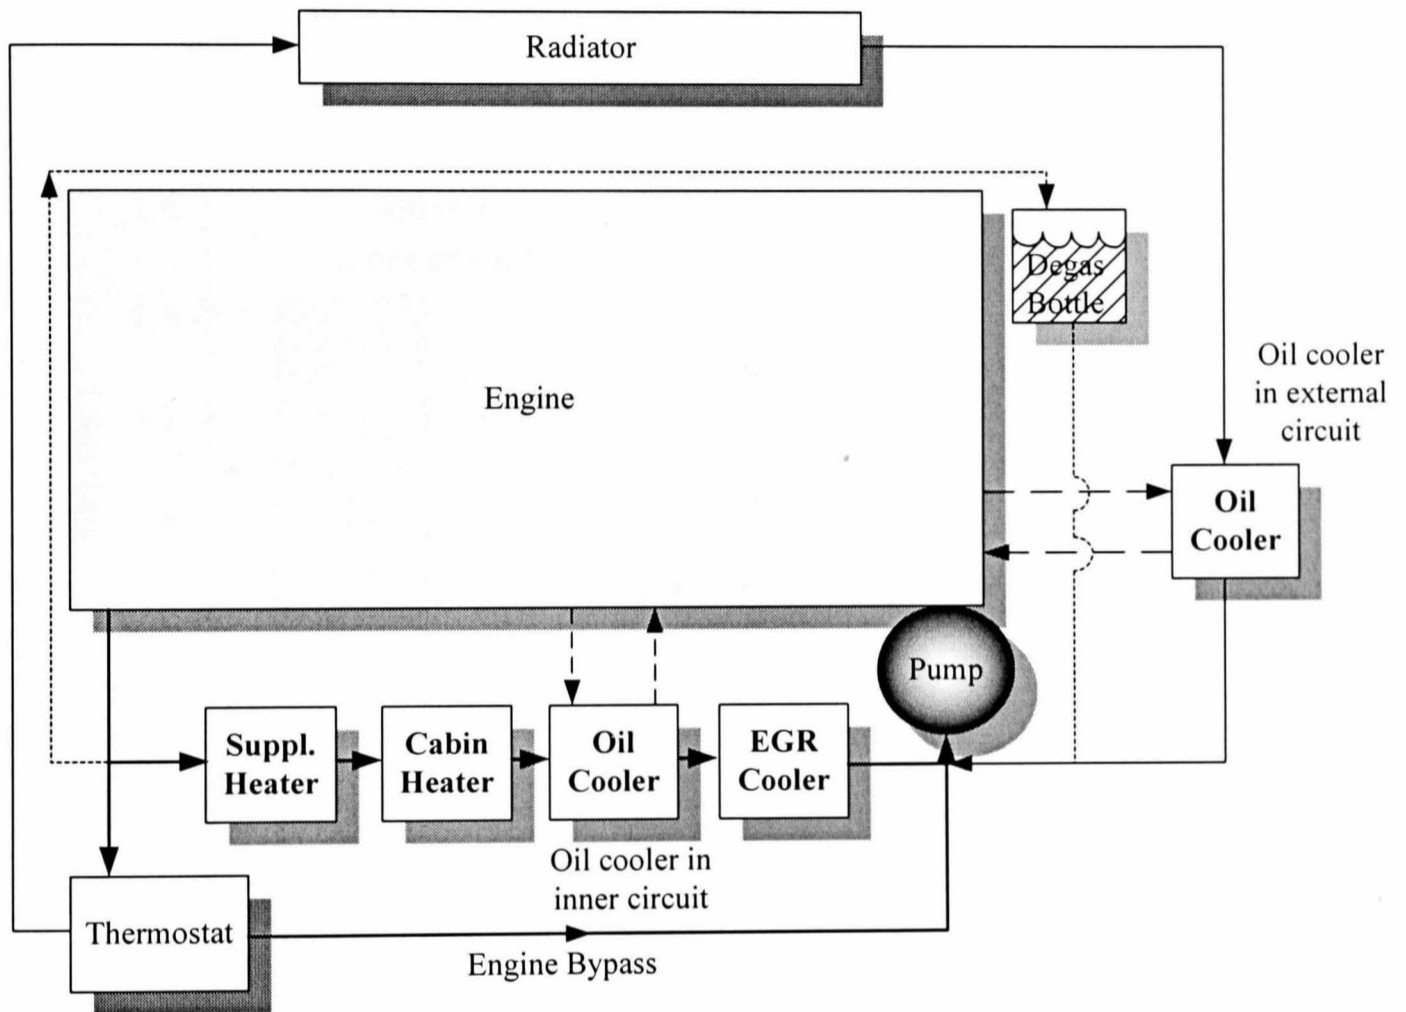 Radiator
Degas
Bottle
Oil cooler
in external
circuit
Engine
Oil
Cooler
Pump
Suppl.
Heater
Cabin
Heater
Oil
Cooler
EGR
Cooler
Oil cooler in
inner circuit
Thermostat
Engine Bypass